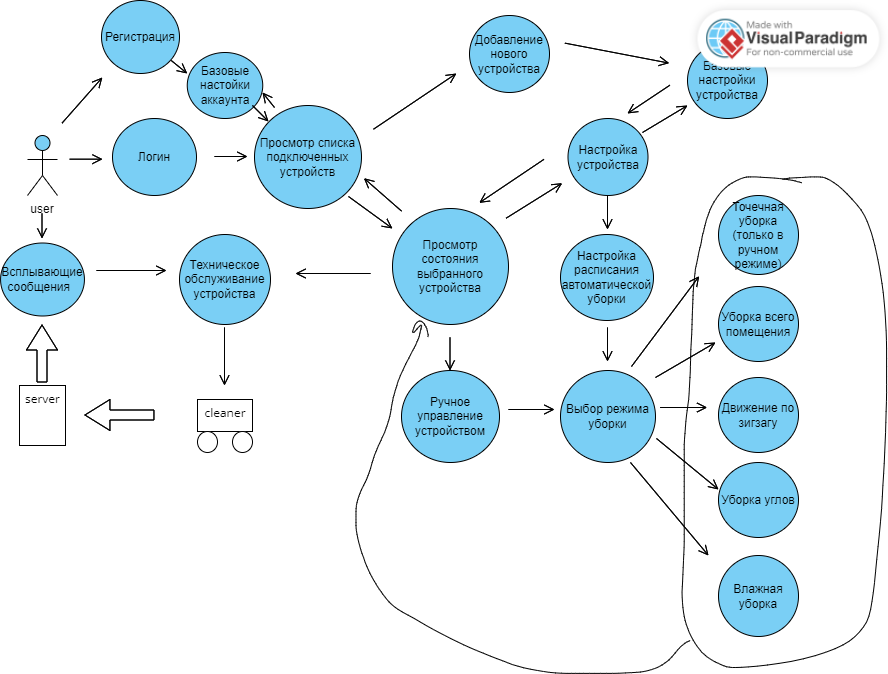 Made with
VisualParadigm
For non-commercial use
Регистрация
Базовые
настойки
аккаунта
Добавление
нового
устройства
Базовые
настройки
устройства
user
Логин
Просмотр списка
подключенных
устройств
Настройка
устройства
Всплывающие
сообщения
Техническое
обслуживание
устройства
Просмотр
состояния
выбранного
устройства
Настройка
расписания
автоматической
уборки
Точечная
уборка
(только в
ручном
режиме)
Уборка всего
помещения
server
cleaner
Ручное
управление
устройством
Выбор режима
уборки
Движение по
зигзагу
Уборка углов
Влажная
уборка